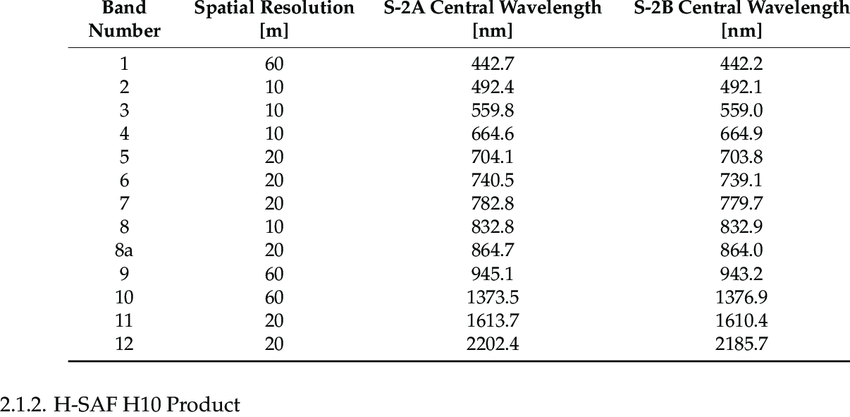 Band Spatial Resolution S-2A Central Wavelength S-2B Central Wavelength
Number [m] [nm] [nm]
1 60 442.7 442.2
2 10 492.4 492.1
3 10 559.8 559.0
4 10 664.6 664.9
5 20 704.1 703.8
6 20 740.5 739.1
7 20 782.8 779.7
8 10 832.8 832.9
8a 20 864.7 864.0
9 60 945.1 943.2
10 60 1373.5 1376.9
11 20 1613.7 1610.4
12 20 2202.4 2185.7
2.1.2. H-SAF H10 Product